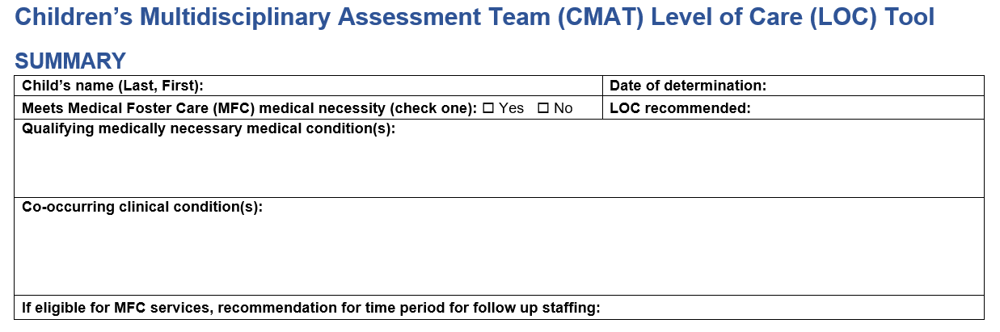 Children’s Multidisciplinary Assessment Team (CMAT) Level of Care (LOC) Tool
SUMMARY
Child’s name (Last, First):
Date of determination:
Meets Medical Foster Care (MFC) medical necessity (check one): ☐ Yes ☐ No
LOC recommended:
Qualifying medically necessary medical condition(s):
Co-occurring clinical condition(s):
If eligible for MFC services, recommendation for time period for follow up staffing: